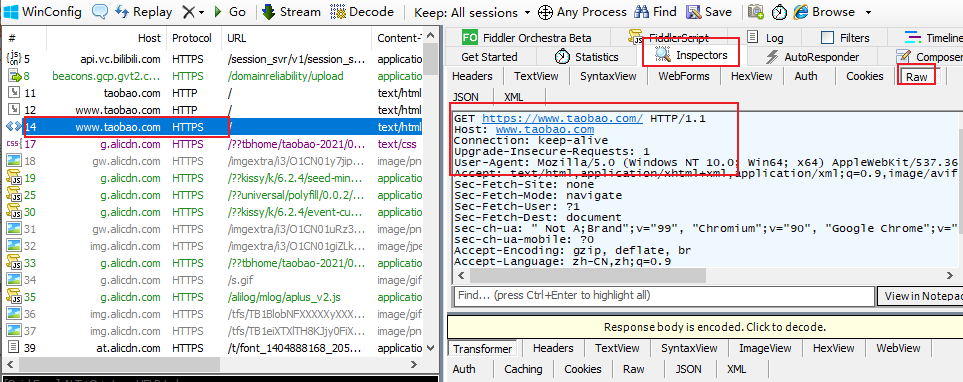 WinConfig Replay Go Stream Decode Keep: All sessions Any Process Find Save Browse
# Host Protocol URL Content-T
5 api.vc.bilibili.com HTTPS /session_svr/v1/session_s... applicatio
8 beacons.gcp.gvt2.c... HTTPS /domainreliability/upload applicatio
11 taobao.com HTTP / text/html
12 www.taobao.com HTTP / text/html
14 www.taobao.com HTTPS / text/html
17 g.alicdn.com HTTPS /??tbhome/taobao-2021/0... text/css
18 gw.alicdn.com HTTPS /imgextra/i3/O1CN01y7jip... image/pn
19 g.alicdn.com HTTPS /??kissy/k/6.2.4/seed-min... applicatio
25 g.alicdn.com HTTPS /??universal/polyfill/0.0.2/... applicatio
30 g.alicdn.com HTTPS /??kissy/k/6.2.4/event-cu... applicatio
31 gw.alicdn.com HTTPS /imgextra/i3/O1CN01uRz3... image/pn
32 img.alicdn.com HTTPS /imgextra/i3/O1CN01giZLk... image/jpe
33 g.alicdn.com HTTPS /??tbhome/taobao-2021/0... applicatio
34 g.alicdn.com HTTPS /s.gif image/gif
35 g.alicdn.com HTTPS /alilog/mlog/aplus_v2.js applicatio
36 img.alicdn.com HTTPS /tfs/TB1BlobNFXXXXXyXXX... image/gif
37 img.alicdn.com HTTPS /tfs/TB1eiXTXlTH8KJjy0FiX... image/pn
39 at.alicdn.com HTTPS /t/font_1404888168_205... applicatio
FO Fiddler Orchestra Beta FiddlerScript Log Filters Timeline
Get Started Statistics Inspectors AutoResponder Composer
Headers TextView SyntaxView WebForms HexView Auth Cookies Raw
JSON XML
GET https://www.taobao.com/ HTTP/1.1
Host: www.taobao.com
Connection: keep-alive
Upgrade-Insecure-Requests: 1
User-Agent: Mozilla/5.0 (Windows NT 10.0; Win64; x64) AppleWebKit/537.36
Accept: text/html,application/xhtml+xml,application/xml;q=0.9,image/avif
Sec-Fetch-Site: none
Sec-Fetch-Mode: navigate
Sec-Fetch-User: ?1
Sec-Fetch-Dest: document
sec-ch-ua: " Not A;Brand";v="99", "Chromium";v="90", "Google Chrome";v="
sec-ch-ua-mobile: ?0
Accept-Encoding: gzip, deflate, br
Accept-Language: zh-CN,zh;q=0.9
Find... (press Ctrl+Enter to highlight all) View in Notepa
Response body is encoded. Click to decode.
Transformer Headers TextView SyntaxView ImageView HexView WebView
Auth Caching Cookies Raw JSON XML